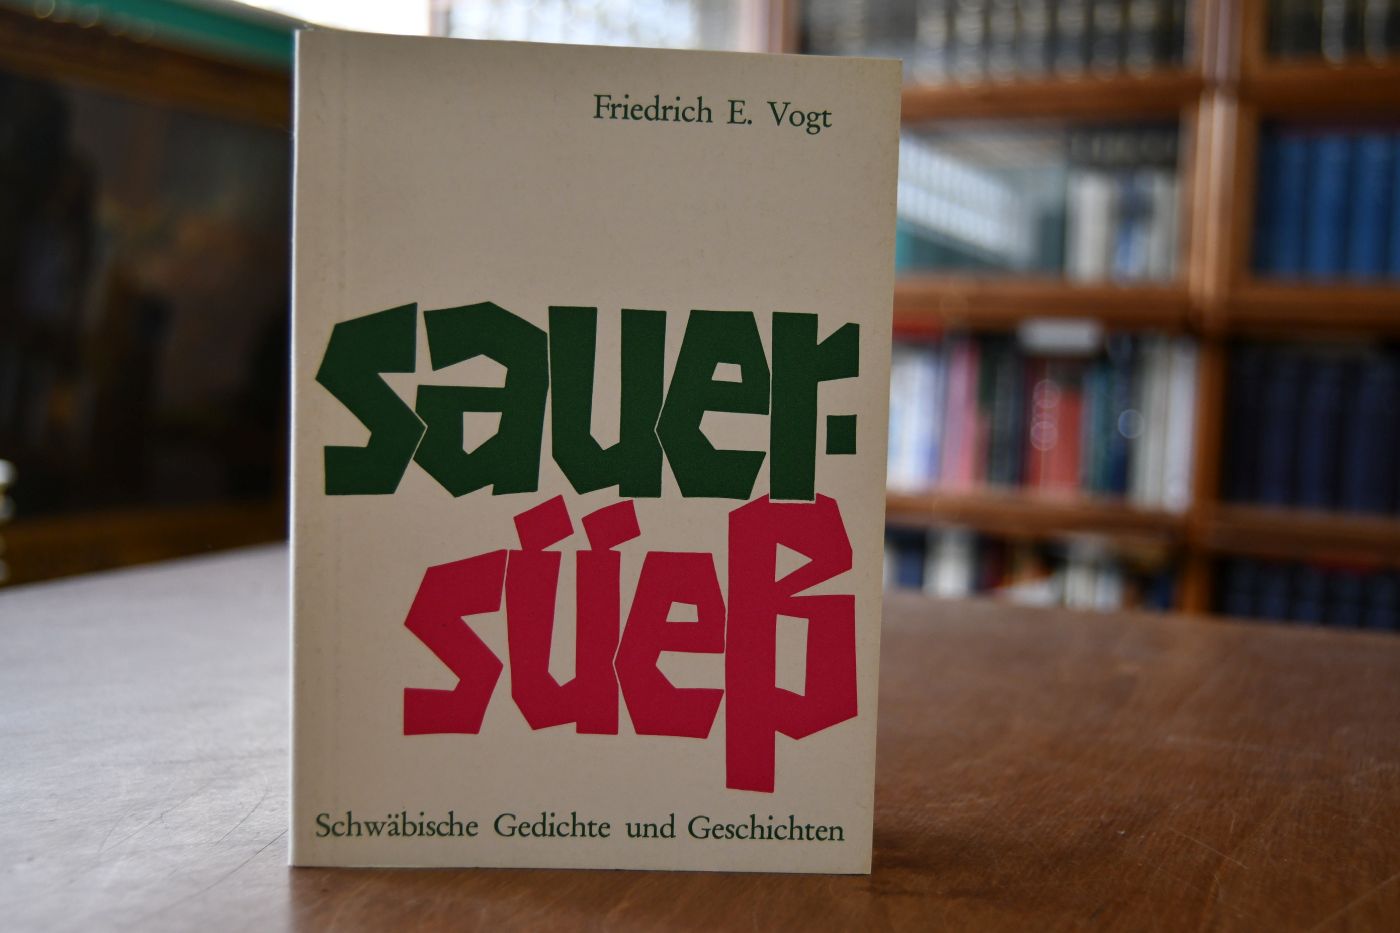 Friedrich E. Vogt
sauer.
süeß
Schwäbische Gedichte und Geschichten